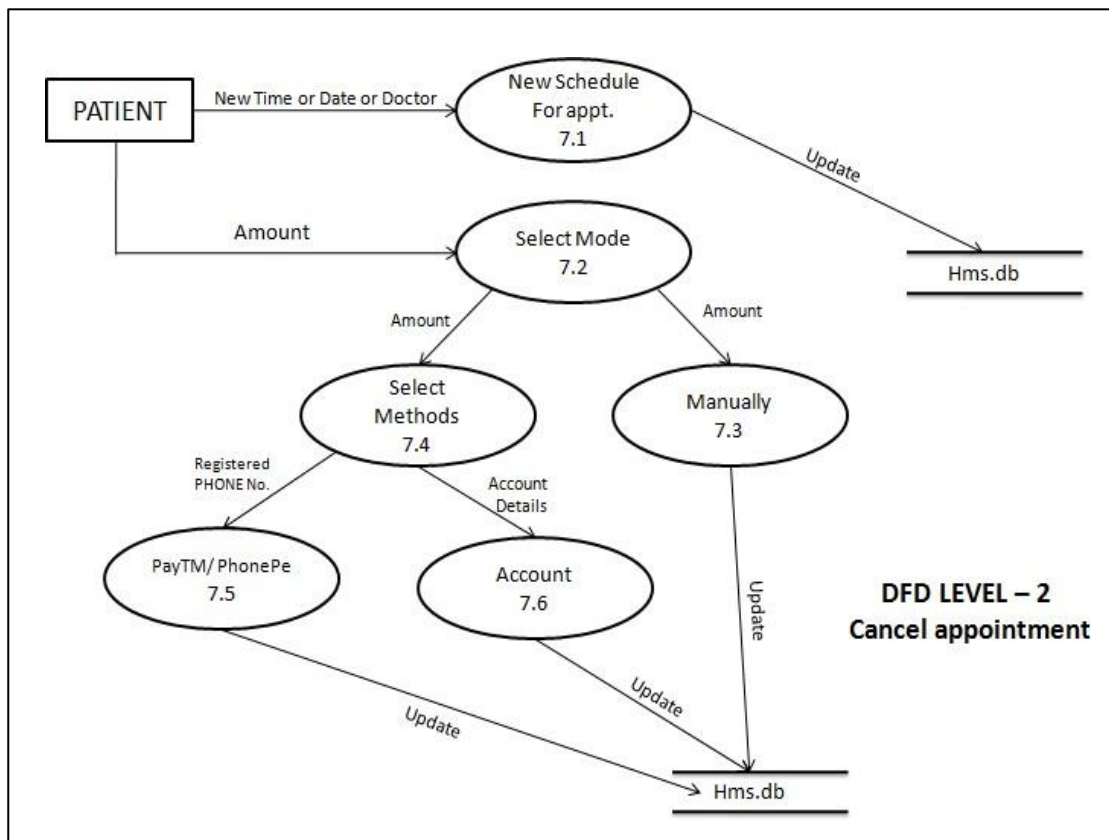 PATIENT
New Time or Date or Doctor
New Schedule
For appt.
7.1
Update
Hms.db
Amount
Select Mode
7.2
Amount
Amount
Select
Methods
7.4
Manually
7.3
Registered
PHONE No.
Account
Details
PayTM/ PhonePe
7.5
Account
7.6
Update
DFD LEVEL – 2
Cancel appointment
Update
Update
Hms.db